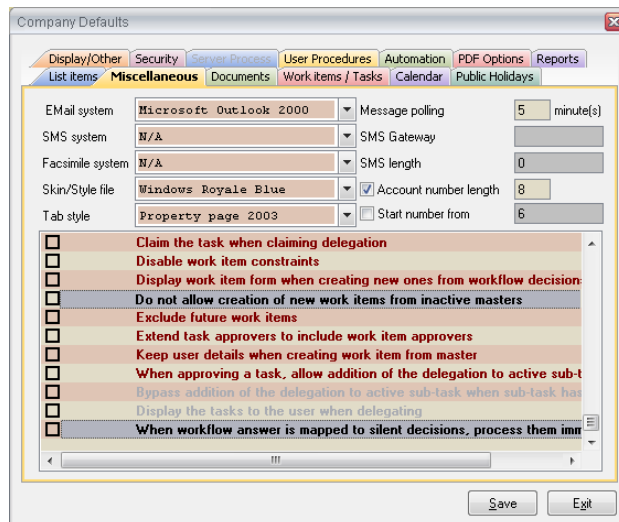 Company Defaults
Display/Other Security Server Process User Procedures Automation PDF Options Reports
List items Miscellaneous Documents Work items / Tasks Calendar Public Holidays
EMail system Microsoft Outlook 2000 Message polling 5 minute(s)
SMS system N/A SMS Gateway
Facsimile system N/A SMS length 0
Skin/Style file Windows Royale Blue Account number length 8
Tab style Property page 2003 Start number from 6
Claim the task when claiming delegation
Disable work item constraints
Display work item form when creating new ones from workflow decision
Do not allow creation of new work items from inactive masters
Exclude future work items
Extend task approvers to include work item approvers
Keep user details when creating work item from master
When approving a task, allow addition of the delegation to active sub-t
Bypass addition of the delegation to active sub-task when sub-task has
Display the tasks to the user when delegating
When workflow answer is mapped to silent decisions, process them imm
Save Exit